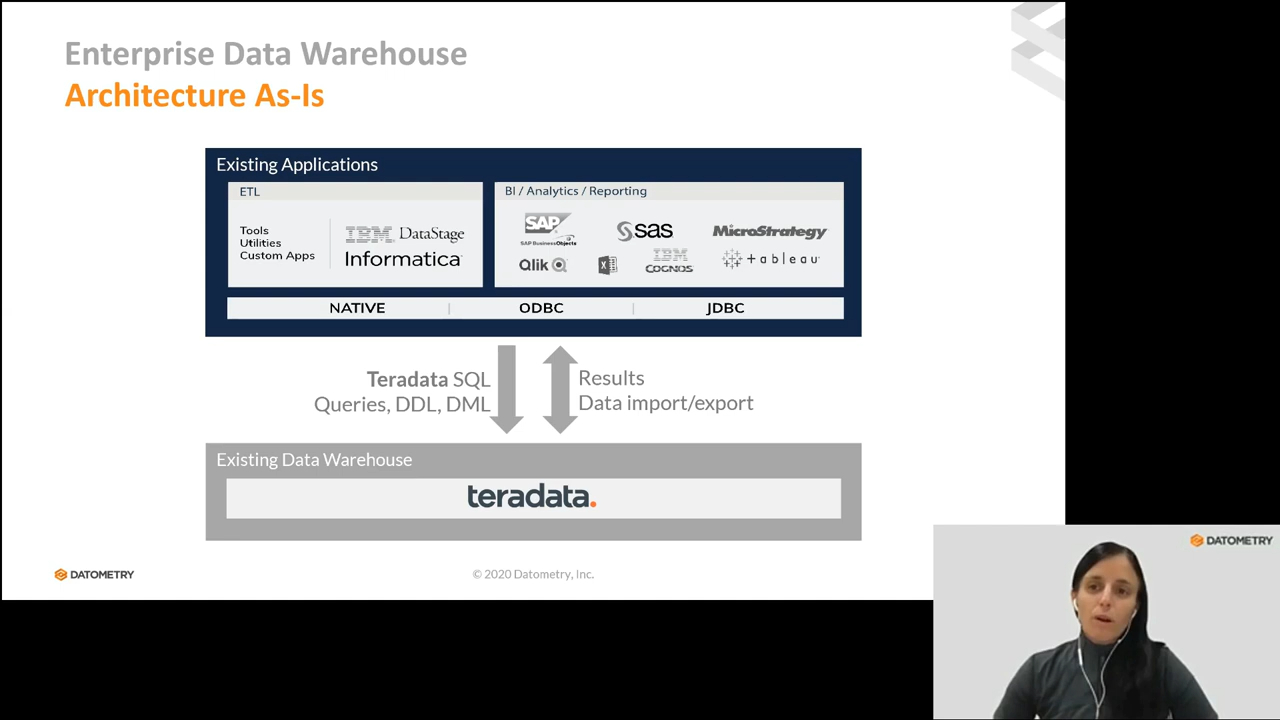 Enterprise Data Warehouse
Architecture As-Is
Existing Applications
ETL
Tools
Utilities
Custom Apps
IBM DataStage
Informatica
BI / Analytics / Reporting
SAP
SAP BusinessObjects
sas
MicroStrategy
Qlik
X
IBM
COGNOS
+ a b l e a u
NATIVE | ODBC | JDBC
Teradata SQL
Queries, DDL, DML
Results
Data import/export
Existing Data Warehouse
teradata.
DATOMETRY
© 2020 Datometry, Inc.
DATOMETRY